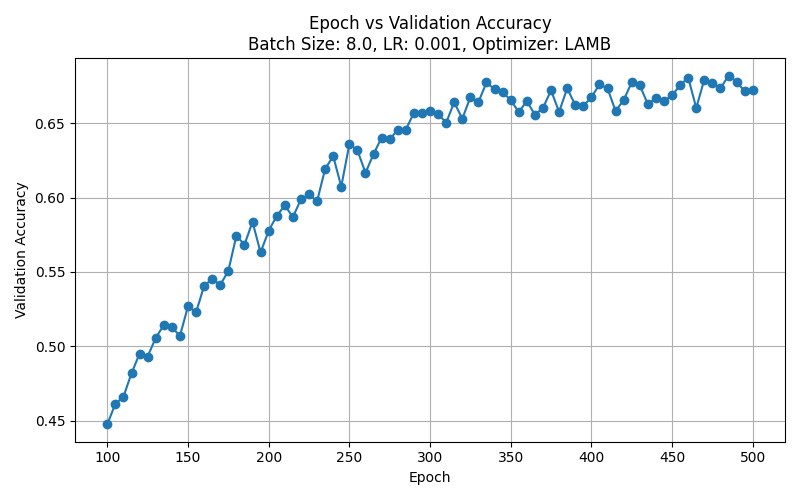 Epoch vs Validation Accuracy
Batch Size: 8.0, LR: 0.001, Optimizer: LAMB
Validation Accuracy
0.65
0.60
0.55
0.50
0.45
100 150 200 250 300 350 400 450 500
Epoch